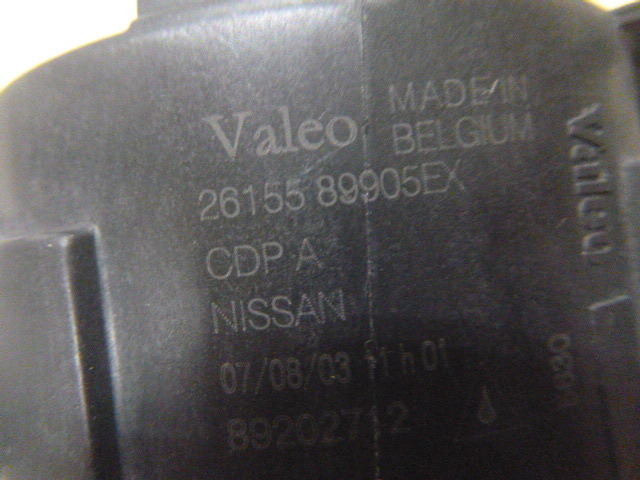 Valeo MADE IN
BELGIUM
26155 89905EX
CDP A
NISSAN
07/08/03 11 h 01
89202712
Valeo